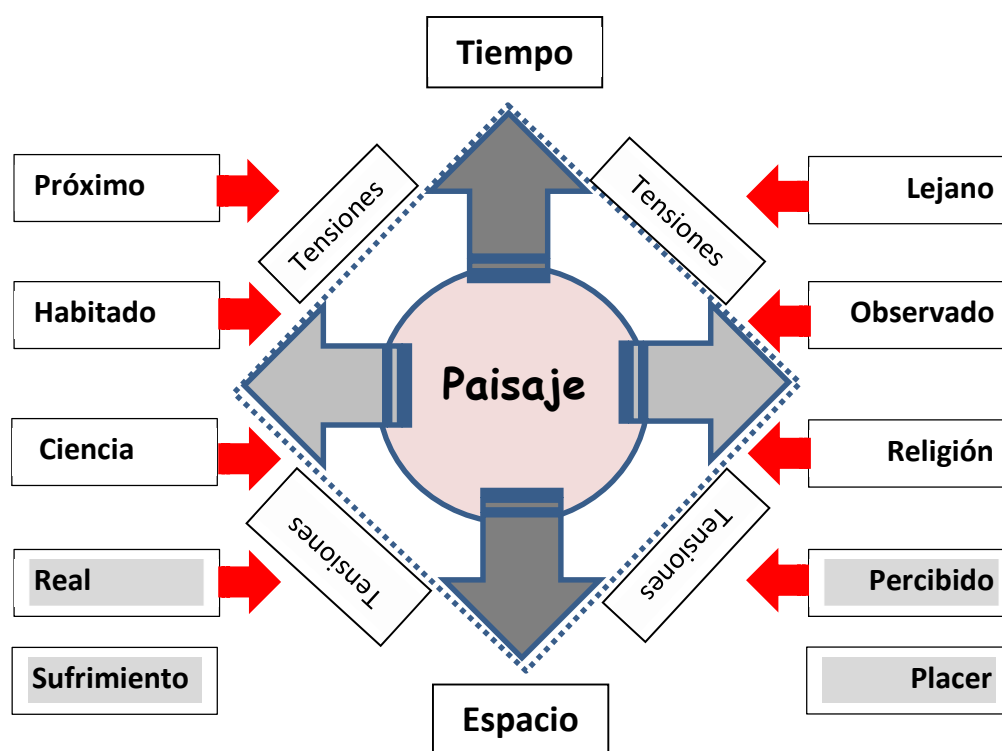 Tiempo
Próximo
Tensiones
Tensiones
Lejano
Habitado
Observado
Paisaje
Ciencia
Religión
Tensiones
Tensiones
Real
Percibido
Sufrimiento
Placer
Espacio